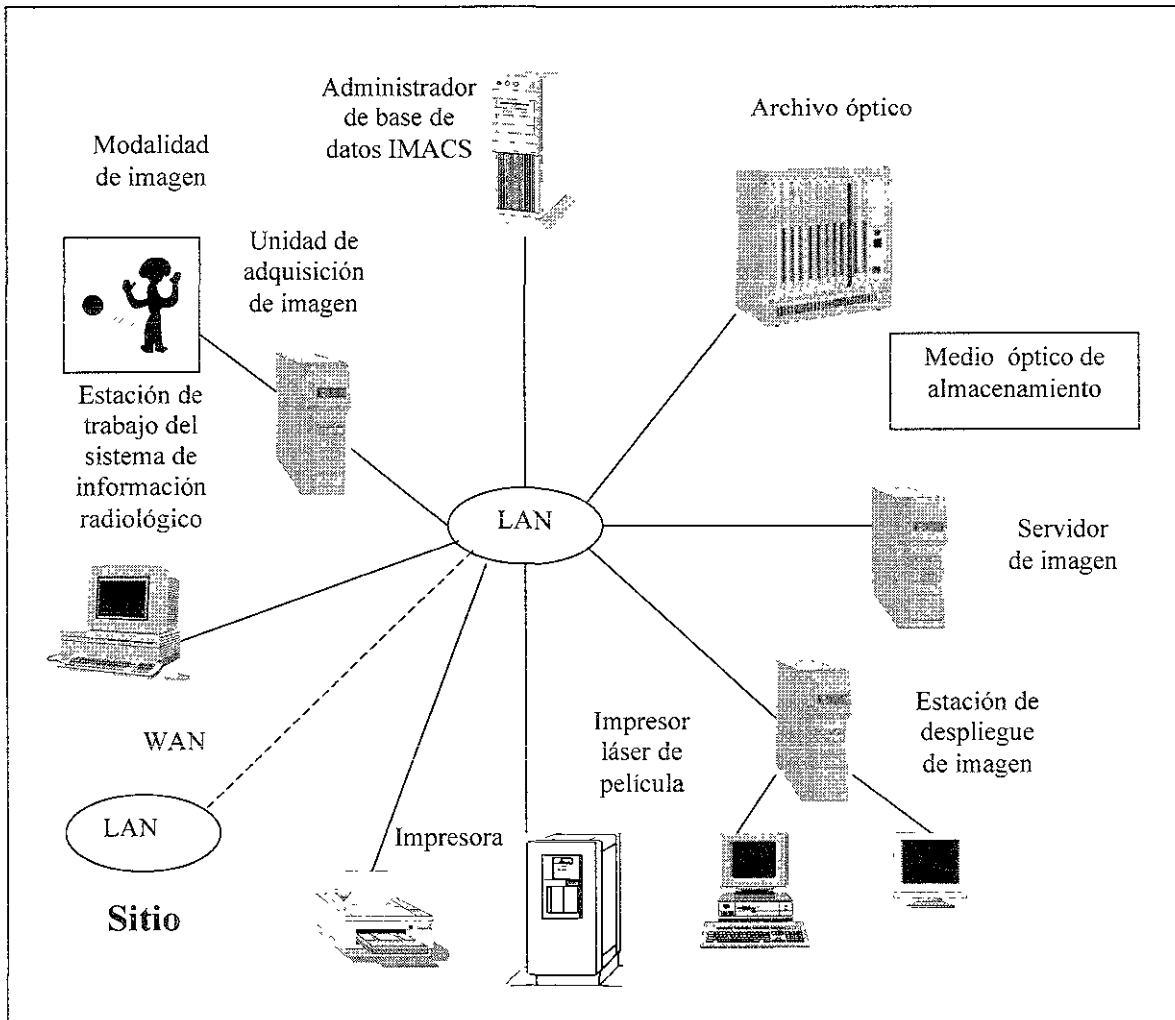 Administrador
de base de
datos IMACS
Archivo óptico
Modalidad
de imagen
Unidad de
adquisición
de imagen
Medio óptico de
almacenamiento
Estación de
trabajo del
sistema de
información
radiológico
LAN
Servidor
de imagen
Estación de
despliegue
de imagen
Impresor
láser de
película
WAN
LAN
Impresora
Sitio